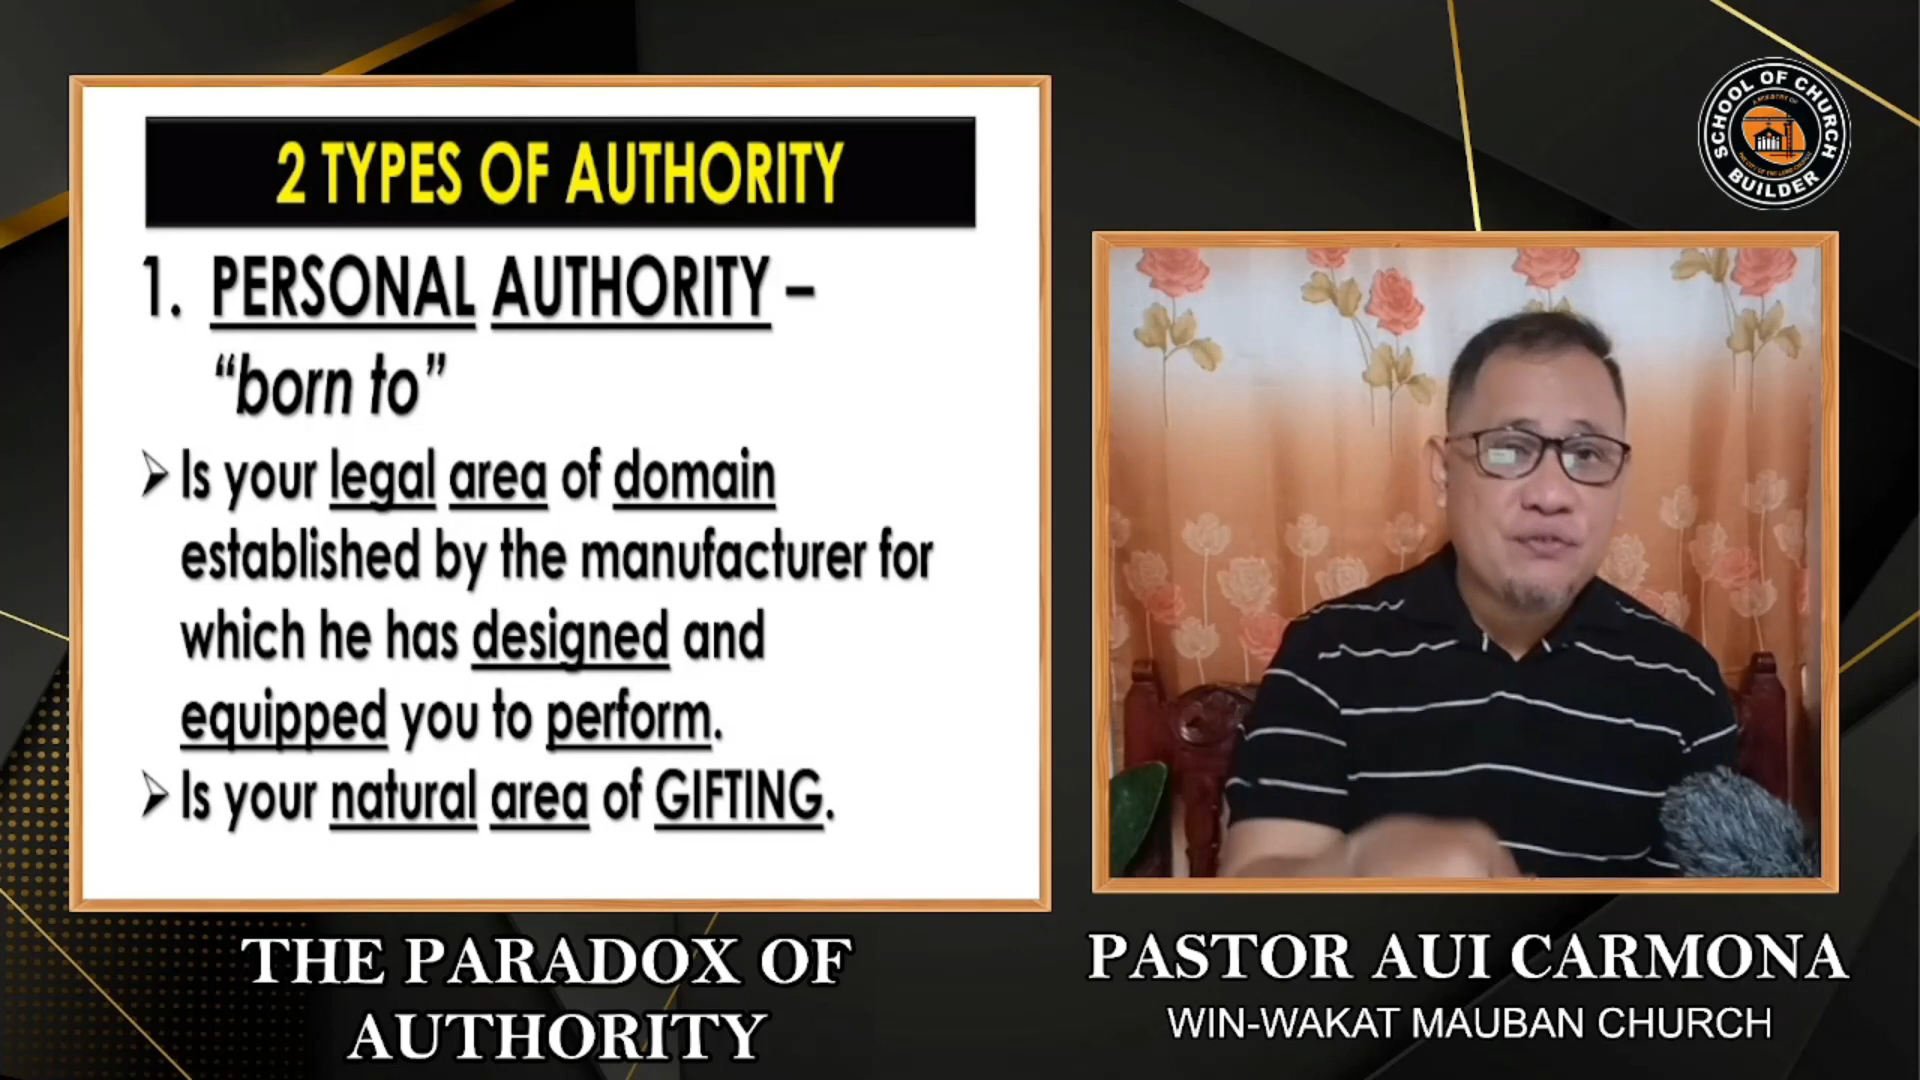 2 TYPES OF AUTHORITY
1. PERSONAL AUTHORITY –
“born to”
➢ Is your legal area of domain
established by the manufacturer for
which he has designed and
equipped you to perform.
➢ Is your natural area of GIFTING.
THE PARADOX OF
AUTHORITY
SCHOOL OF CHURCH
BUILDER
PASTOR AUI CARMONA
WIN-WAKAT MAUBAN CHURCH